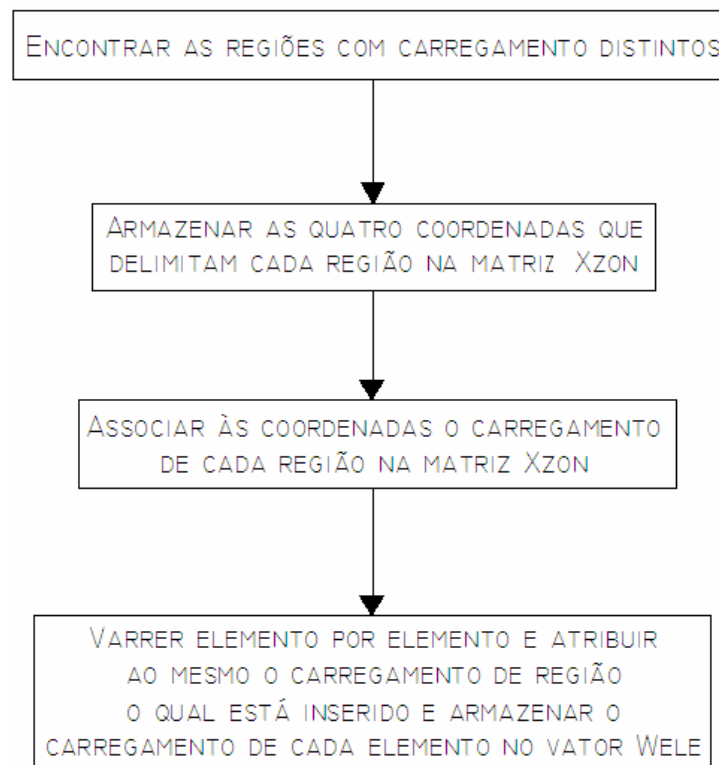 ENCONTRAR AS REGIÕES COM CARREGAMENTO DISTINTOS
ARMAZENAR AS QUATRO COORDENADAS QUE
DELIMITAM CADA REGIÃO NA MATRIZ XZON
ASSOCIAR ÀS COORDENADAS O CARREGAMENTO
DE CADA REGIÃO NA MATRIZ XZON
VARRER ELEMENTO POR ELEMENTO E ATRIBUIR
AO MESMO O CARREGAMENTO DE REGIÃO
O QUAL ESTÁ INSERIDO E ARMAZENAR O
CARREGAMENTO DE CADA ELEMENTO NO VATOR WELE